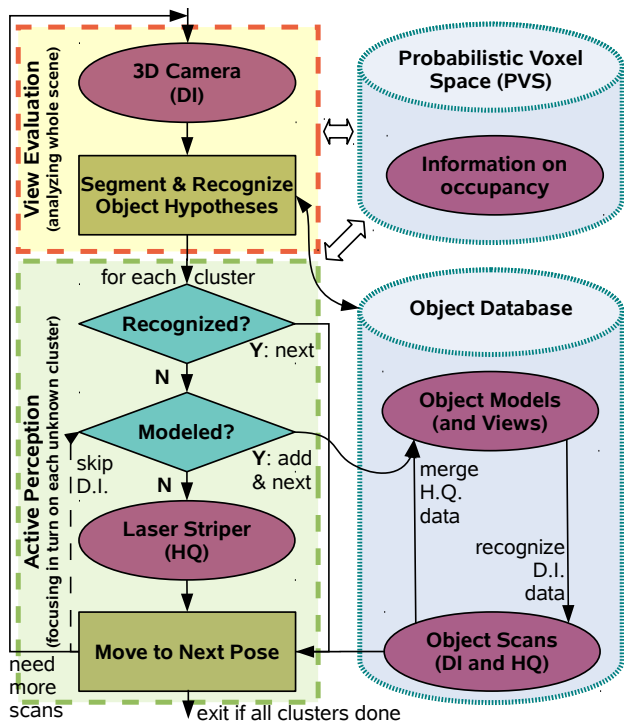 3D Camera
(DI)
Segment & Recognize
Object Hypotheses
View Evaluation
(analyzing whole scene)
Probabilistic Voxel
Space (PVS)
Information on
occupancy
for each cluster
Recognized?
Y: next
N
Modeled?
Y: add
& next
N
skip
D.I.
Laser Striper
(HQ)
Move to Next Pose
Active Perception
(focusing in turn on each unknown cluster)
need
more
scans
exit if all clusters done
Object Database
Object Models
(and Views)
merge
H.Q.
data
recognize
D.I.
data
Object Scans
(DI and HQ)